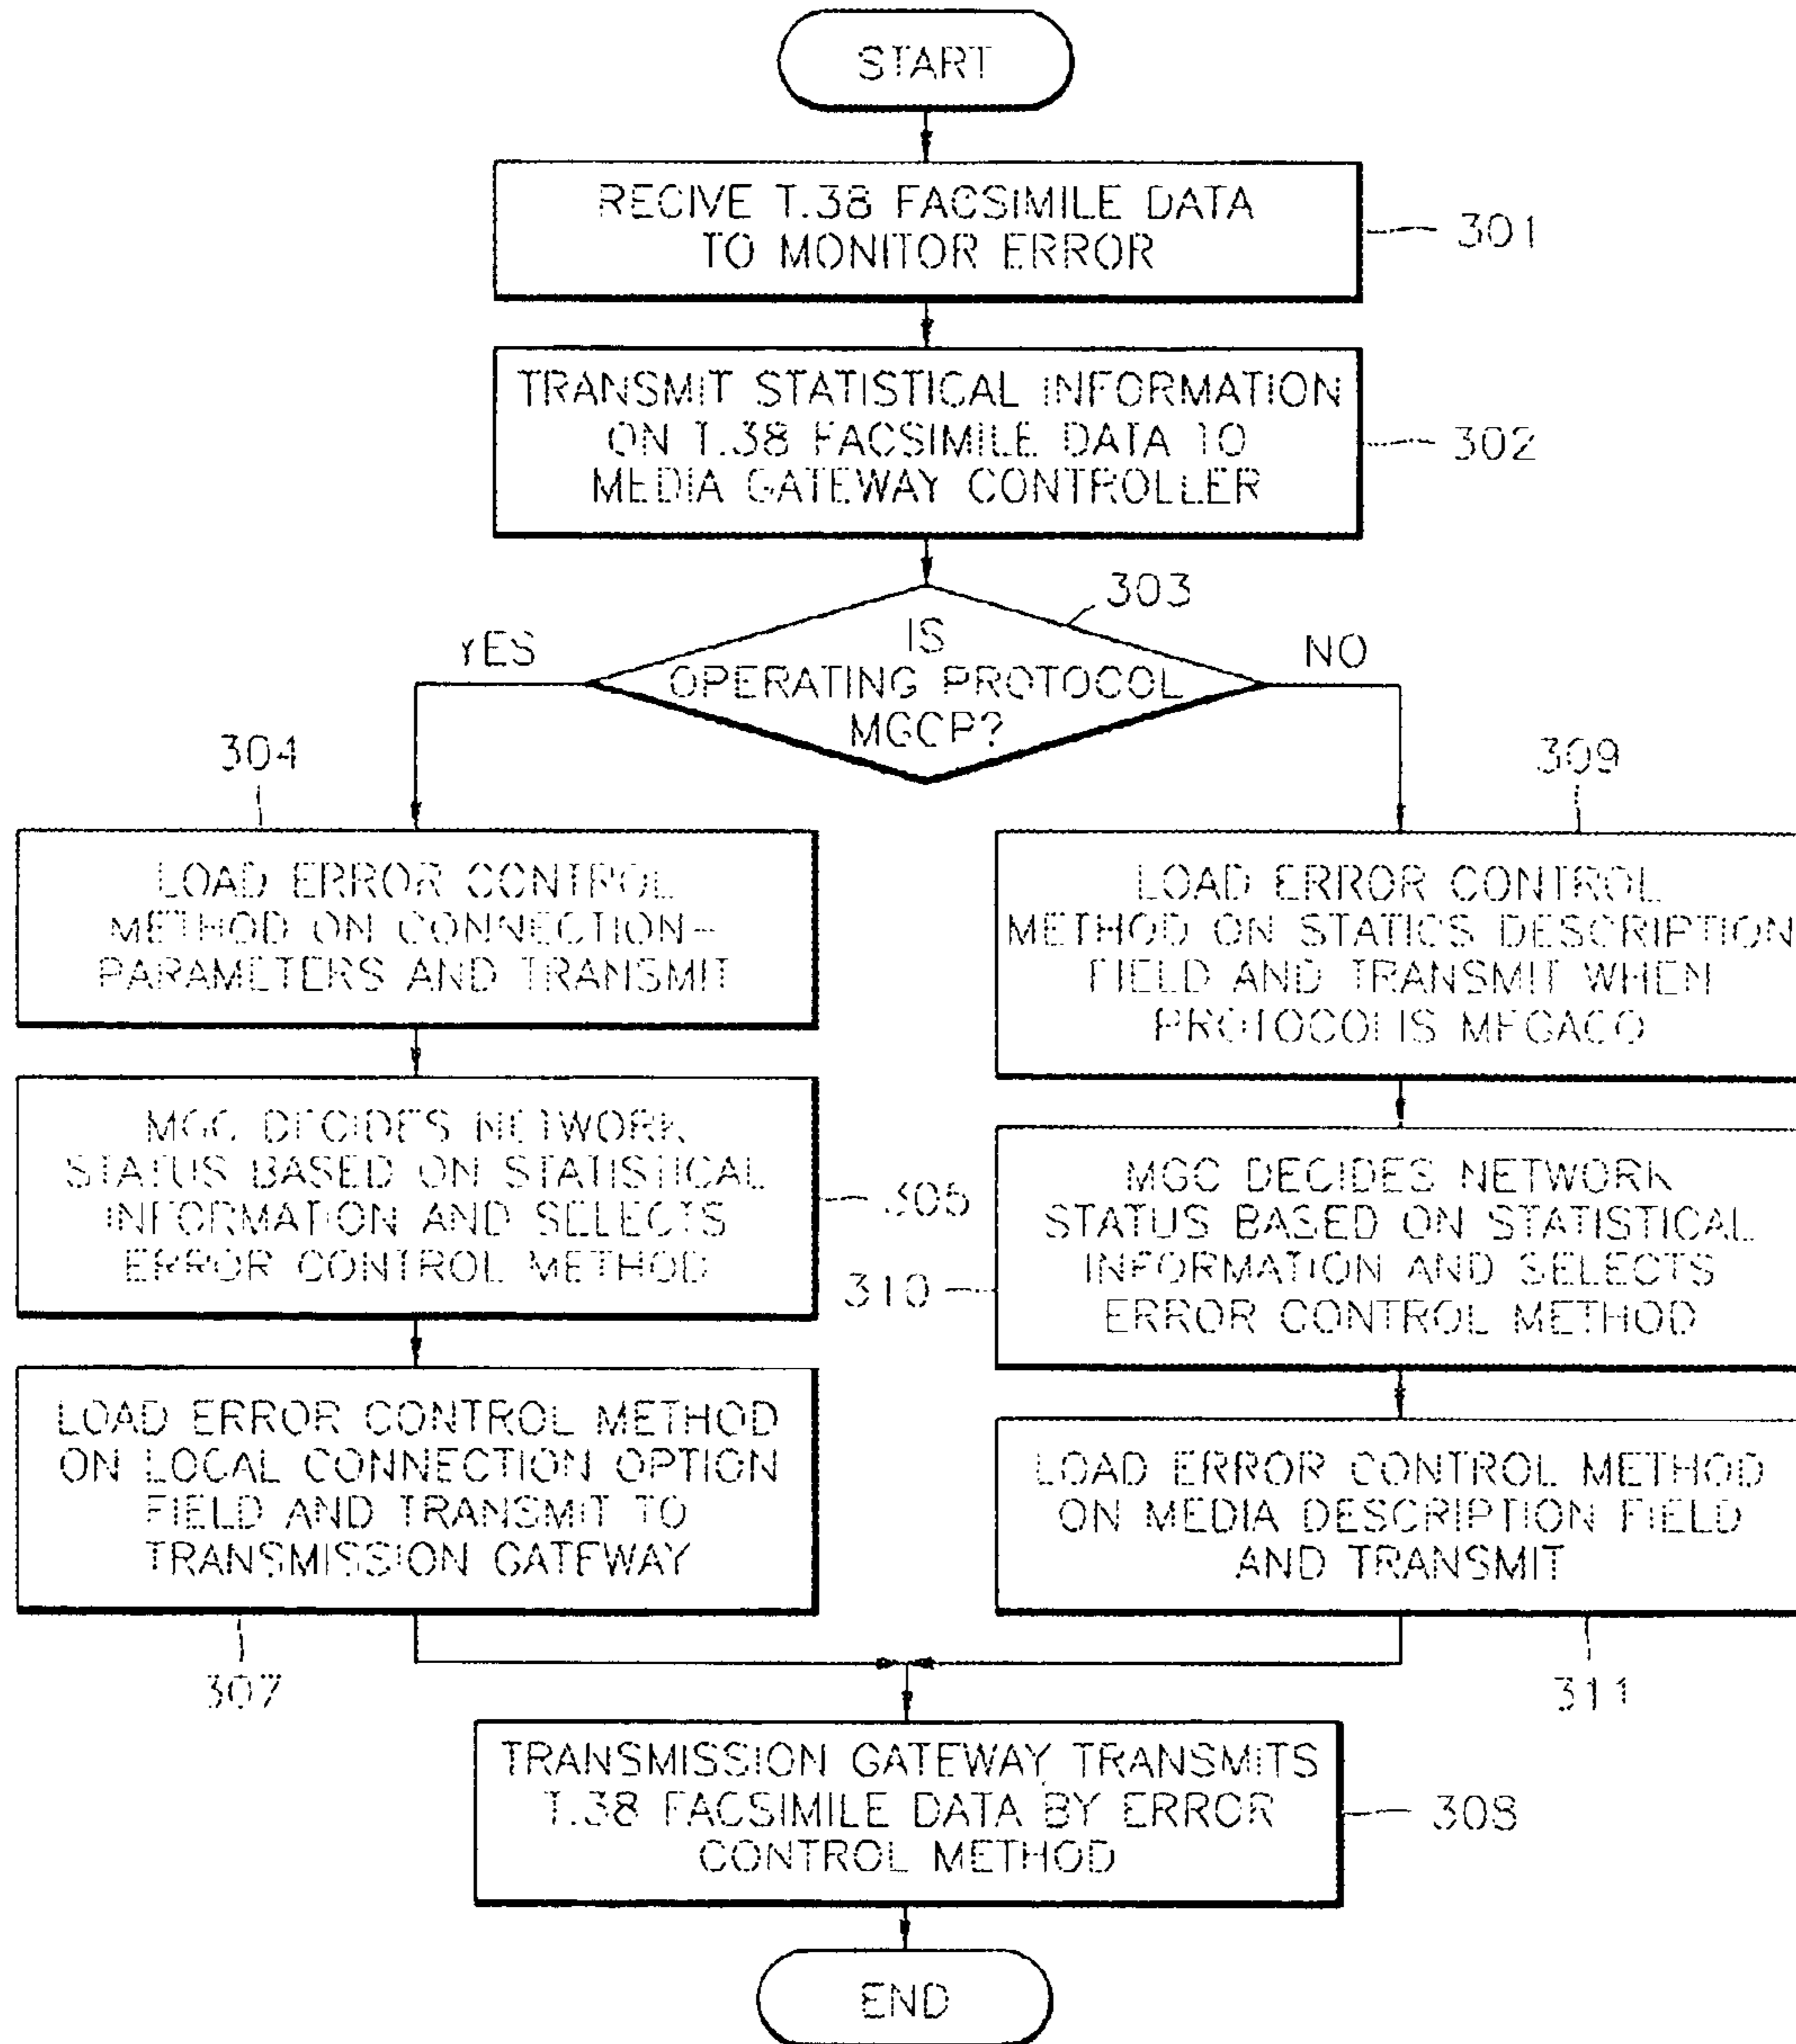 START
RECIVE T.38 FACSIMILE DATA
TO MONITOR ERROR
301
TRANSMIT STATISTICAL INFORMATION
ON T.38 FACSIMILE DATA TO
MEDIA GATEWAY CONTROLLER
302
303
IS
OPERATING PROTOCOL
MGCP?
YES
NO
304
LOAD ERROR CONTROL
METHOD ON CONNECTION-
PARAMETERS AND TRANSMIT
MGC DECIDES NETWORK
STATUS BASED ON STATISTICAL
INFORMATION AND SELECTS
ERROR CONTROL METHOD
LOAD ERROR CONTROL METHOD
ON LOCAL CONNECTION OPTION
FIELD AND TRANSMIT TO
TRANSMISSION GATEWAY
307
309
LOAD ERROR CONTROL
METHOD ON STATICS DESCRIPTION
FIELD AND TRANSMIT WHEN
PROTOCOL IS MEGACO
MGC DECIDES NETWORK
STATUS BASED ON STATISTICAL
INFORMATION AND SELECTS
ERROR CONTROL METHOD
310
LOAD ERROR CONTROL METHOD
ON MEDIA DESCRIPTION FIELD
AND TRANSMIT
311
TRANSMISSION GATEWAY TRANSMITS
T.38 FACSIMILE DATA BY ERROR
CONTROL METHOD
308
END